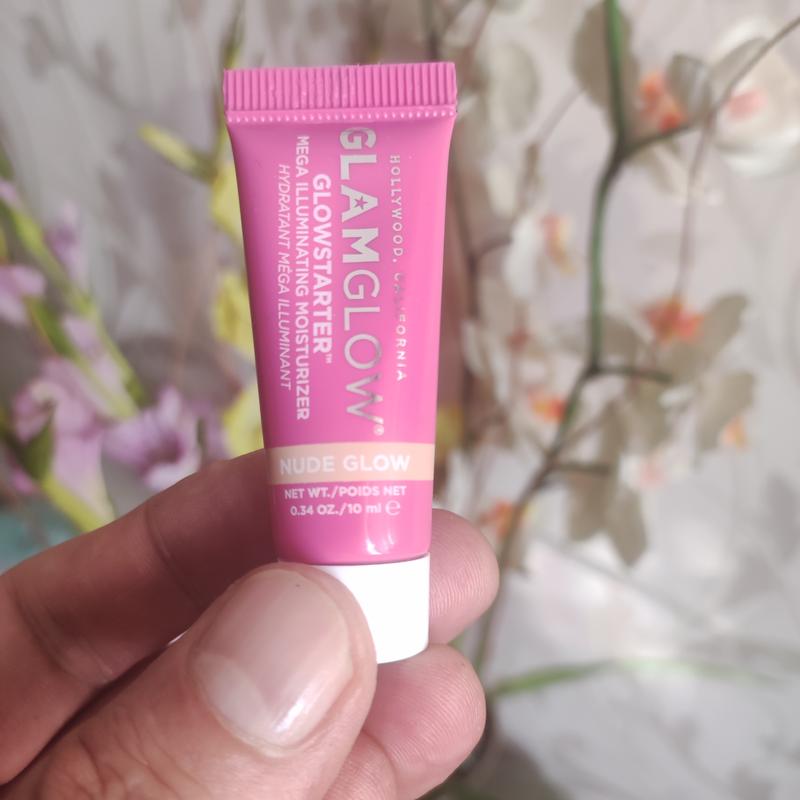 HOLLYWOOD, CALIFORNIA
GLAMGLOW®
GLOWSTARTER™
MEGA ILLUMINATING MOISTURIZER
HYDRATANT MÉGA ILLUMINANT
NUDE GLOW
NET WT./POIDS NET
0.34 OZ./10 ml ℮